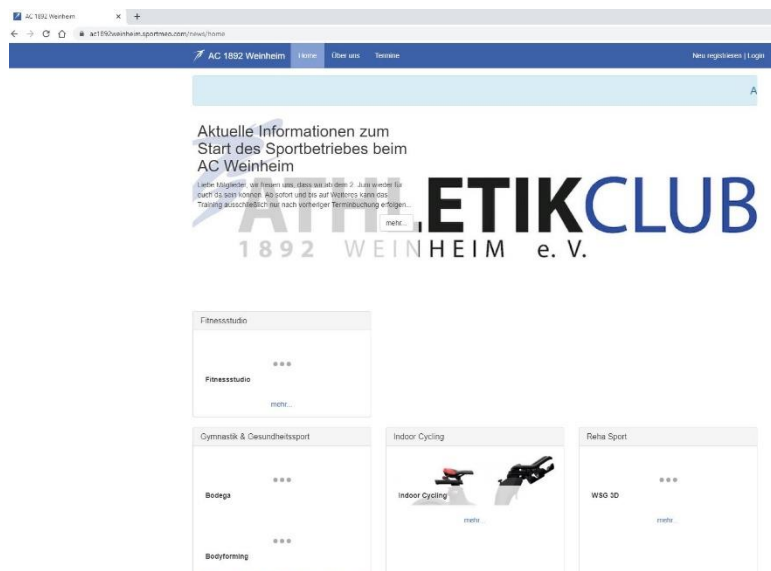 AC 1892 Weinheim
ac1892weinheim.sportmeo.com/news/home
AC 1892 Weinheim Home Über uns Termine Neu registrieren | Login
A
Aktuelle Informationen zum
Start des Sportbetriebes beim
AC Weinheim
Liebe Mitglieder, wir freuen uns, dass wir ab dem 2. Juni wieder für
euch da sein können. Ab sofort und bis auf Weiteres kann das
Training ausschließlich nur nach vorheriger Terminbuchung erfolgen...
mehr...
ATHLETIKCLUB
1892 WEINHEIM e. V.
Fitnessstudio
Fitnessstudio
mehr...
Gymnastik & Gesundheitssport Indoor Cycling Reha Sport
Bodega Indoor Cycling WSG 3D
mehr... mehr...
Bodyforming